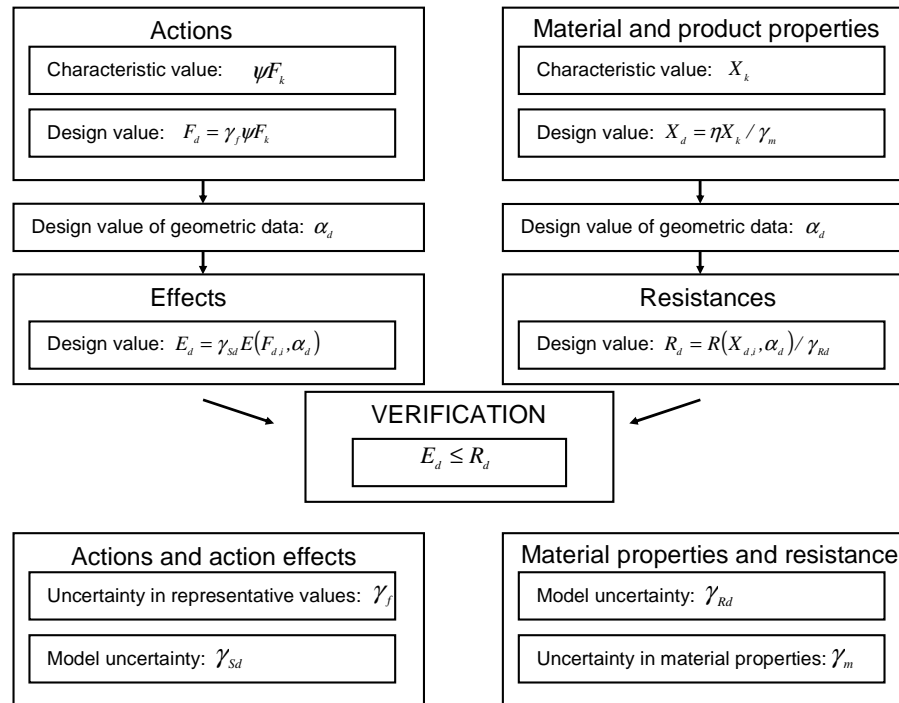 Actions
Characteristic value: ψF_k
Design value: F_d = γ_f ψF_k
Design value of geometric data: α_d
Effects
Design value: E_d = γ_Sd E(F_d,i, α_d)
Material and product properties
Characteristic value: X_k
Design value: X_d = ηX_k / γ_m
Design value of geometric data: α_d
Resistances
Design value: R_d = R(X_d,i, α_d) / γ_Rd
VERIFICATION
E_d ≤ R_d
Actions and action effects
Uncertainty in representative values: γ_f
Model uncertainty: γ_Sd
Material properties and resistance
Model uncertainty: γ_Rd
Uncertainty in material properties: γ_m